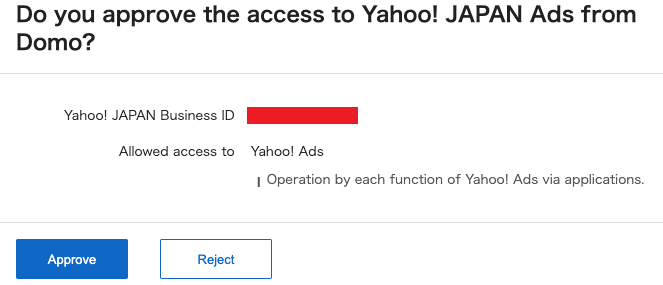 Do you approve the access to Yahoo! JAPAN Ads from
Domo?
Yahoo! JAPAN Business ID
Allowed access to Yahoo! Ads
Operation by each function of Yahoo! Ads via applications.
Approve Reject